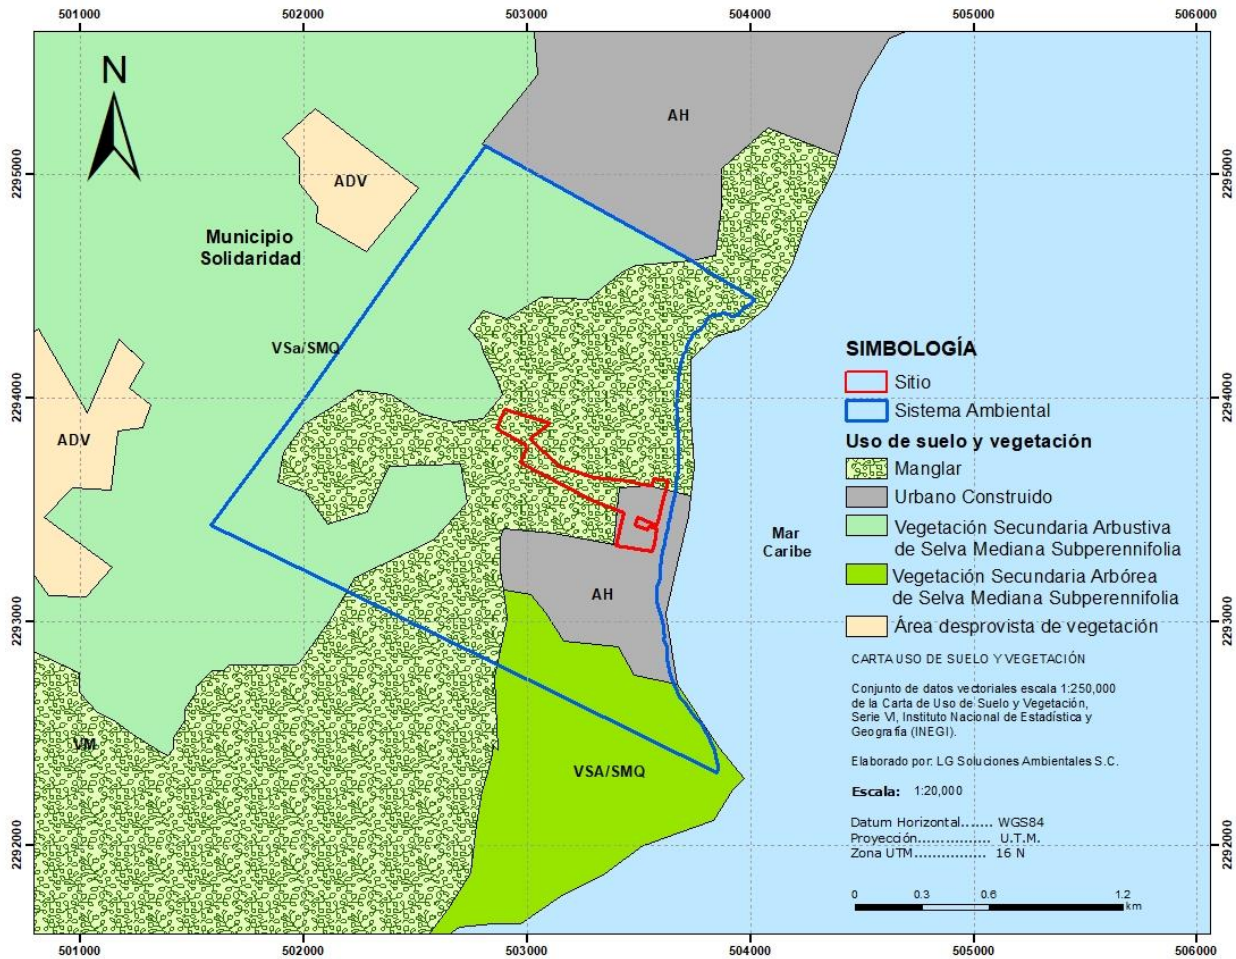 501000 502000 503000 504000 505000 506000
N
AH
2295000 2295000
ADV
Municipio
Solidaridad
VSa/SMQ
2294000 2294000
ADV
SIMBOLOGÍA
Sitio
Sistema Ambiental
Uso de suelo y vegetación
Manglar
Urbano Construido
Vegetación Secundaria Arbustiva
de Selva Mediana Subperennifolia
Vegetación Secundaria Arbórea
de Selva Mediana Subperennifolia
Área desprovista de vegetación
Mar
Caribe
AH
2293000 2293000
CARTA USO DE SUELO Y VEGETACIÓN
Conjunto de datos vectoriales escala 1:250,000
de la Carta de Uso de Suelo y Vegetación,
Serie VI, Instituto Nacional de Estadística y
Geografía (INEGI).
Elaborado por: LG Soluciones Ambientales S.C.
Escala: 1:20,000
Datum Horizontal....... WGS84
Proyección................ U.T.M.
Zona UTM................ 16 N
VM
VSA/SMQ
2292000 2292000
0 0.3 0.6 1.2
km
501000 502000 503000 504000 505000 506000